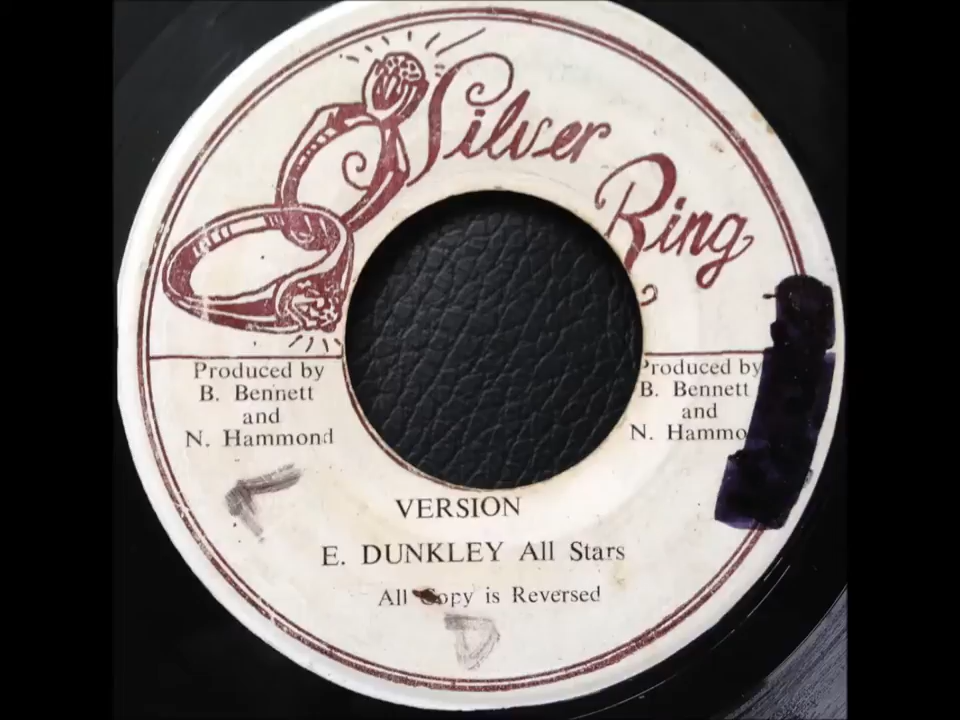 Silver
Ring
Produced by
B. Bennett
and
N. Hammond
Produced by
B. Bennett
and
N. Hammo
VERSION
E. DUNKLEY All Stars
All Copy is Reversed